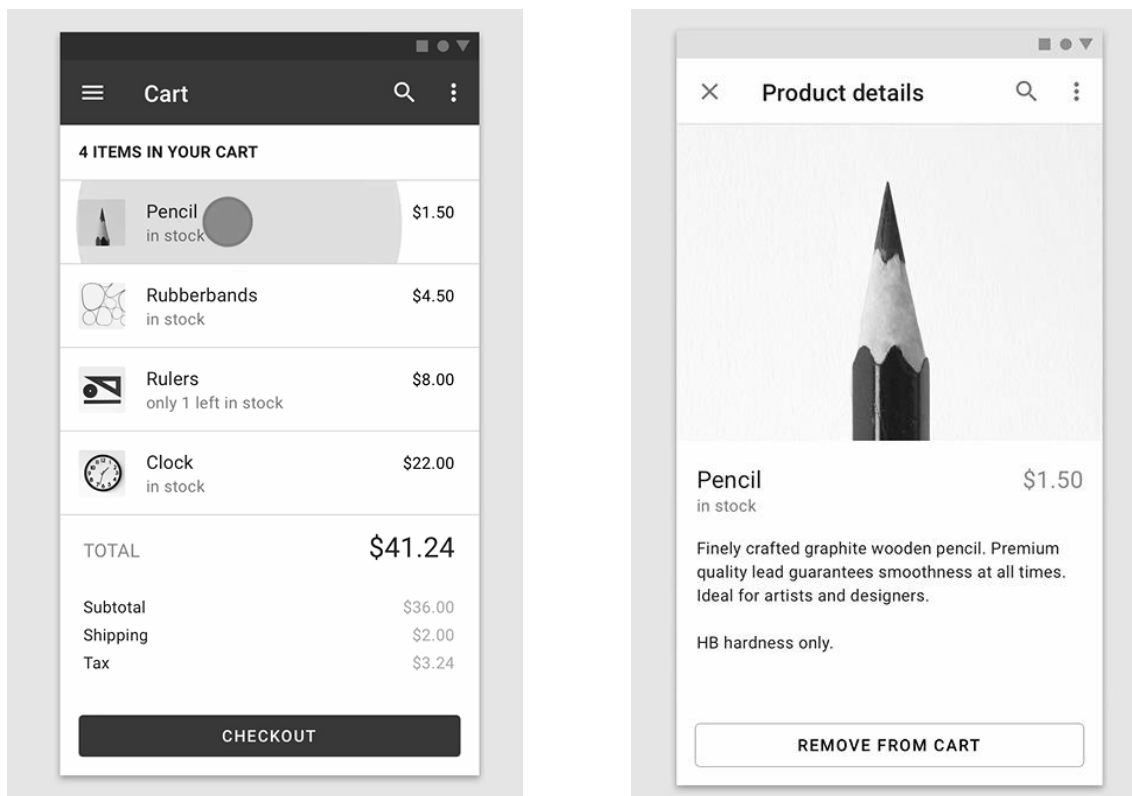 Cart
4 ITEMS IN YOUR CART
Pencil
$1.50
in stock
Rubberbands
$4.50
in stock
Rulers
$8.00
only 1 left in stock
Clock
$22.00
in stock
TOTAL
$41.24
Subtotal
$36.00
Shipping
$2.00
Tax
$3.24
CHECKOUT
Product details
Pencil
$1.50
in stock
Finely crafted graphite wooden pencil. Premium
quality lead guarantees smoothness at all times.
Ideal for artists and designers.
HB hardness only.
REMOVE FROM CART